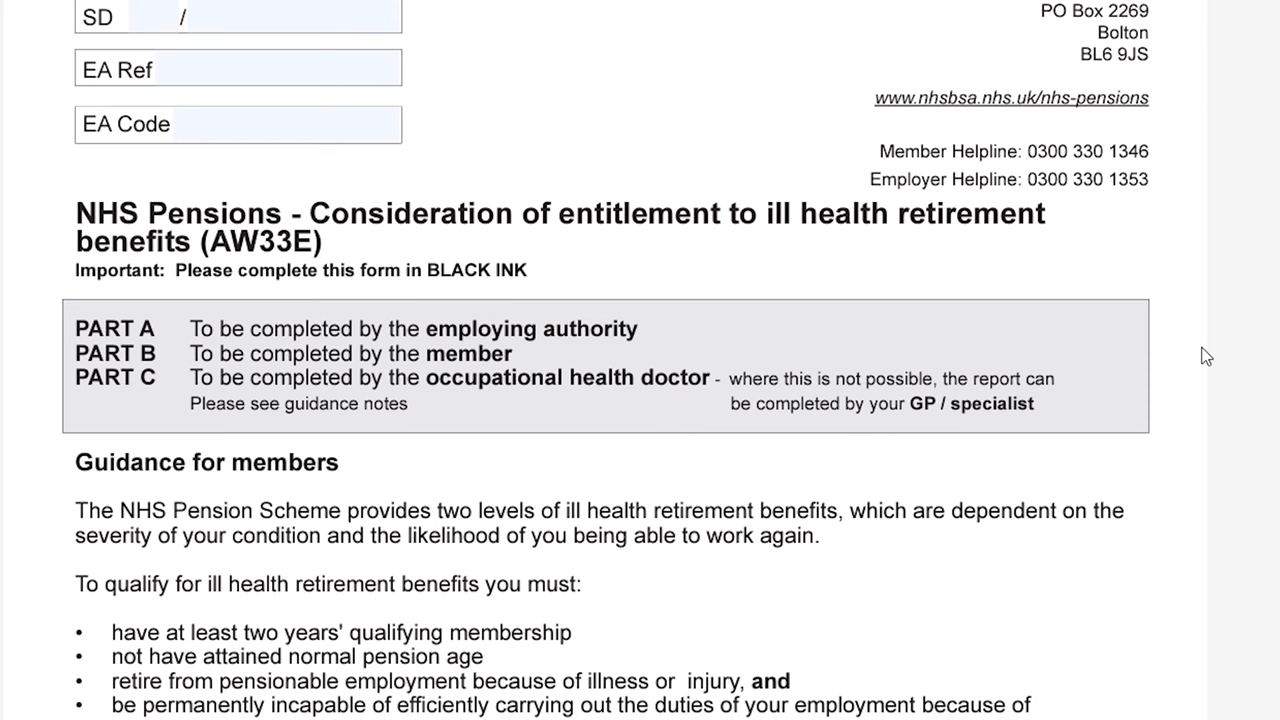 SD /
PO Box 2269
Bolton
BL6 9JS
EA Ref
www.nhsbsa.nhs.uk/nhs-pensions
EA Code
Member Helpline: 0300 330 1346
Employer Helpline: 0300 330 1353
NHS Pensions - Consideration of entitlement to ill health retirement
benefits (AW33E)
Important: Please complete this form in BLACK INK
PART A To be completed by the employing authority
PART B To be completed by the member
PART C To be completed by the occupational health doctor - where this is not possible, the report can
Please see guidance notes be completed by your GP / specialist
Guidance for members
The NHS Pension Scheme provides two levels of ill health retirement benefits, which are dependent on the
severity of your condition and the likelihood of you being able to work again.
To qualify for ill health retirement benefits you must:
• have at least two years' qualifying membership
• not have attained normal pension age
• retire from pensionable employment because of illness or injury, and
• be permanently incapable of efficiently carrying out the duties of your employment because of